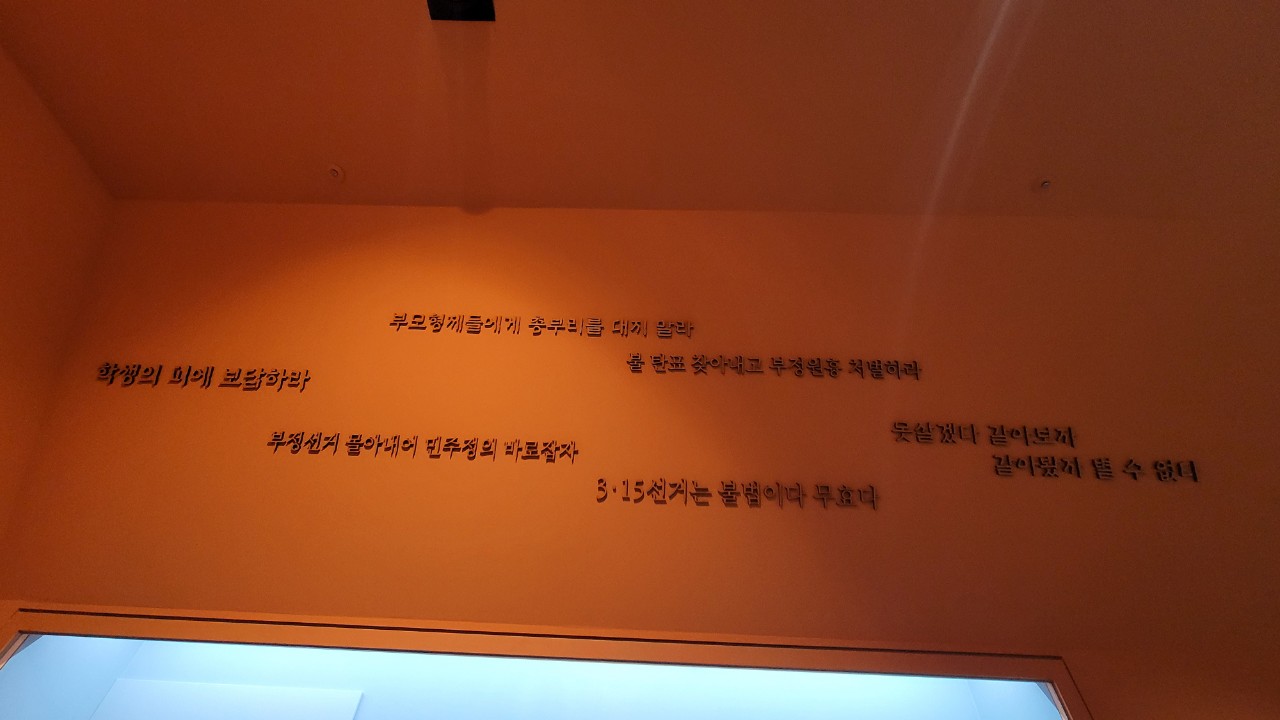 부모형제들에게 총부리를 대지 말라
불 탄표 찾아내고 부정원흉 처벌하라
학생의 피에 보답하라
부정선거 몰아내어 민주정의 바로잡자
못살겠다 갈아보자
갈아봤자 별 수 없다
3·15선거는 불법이다 무효다